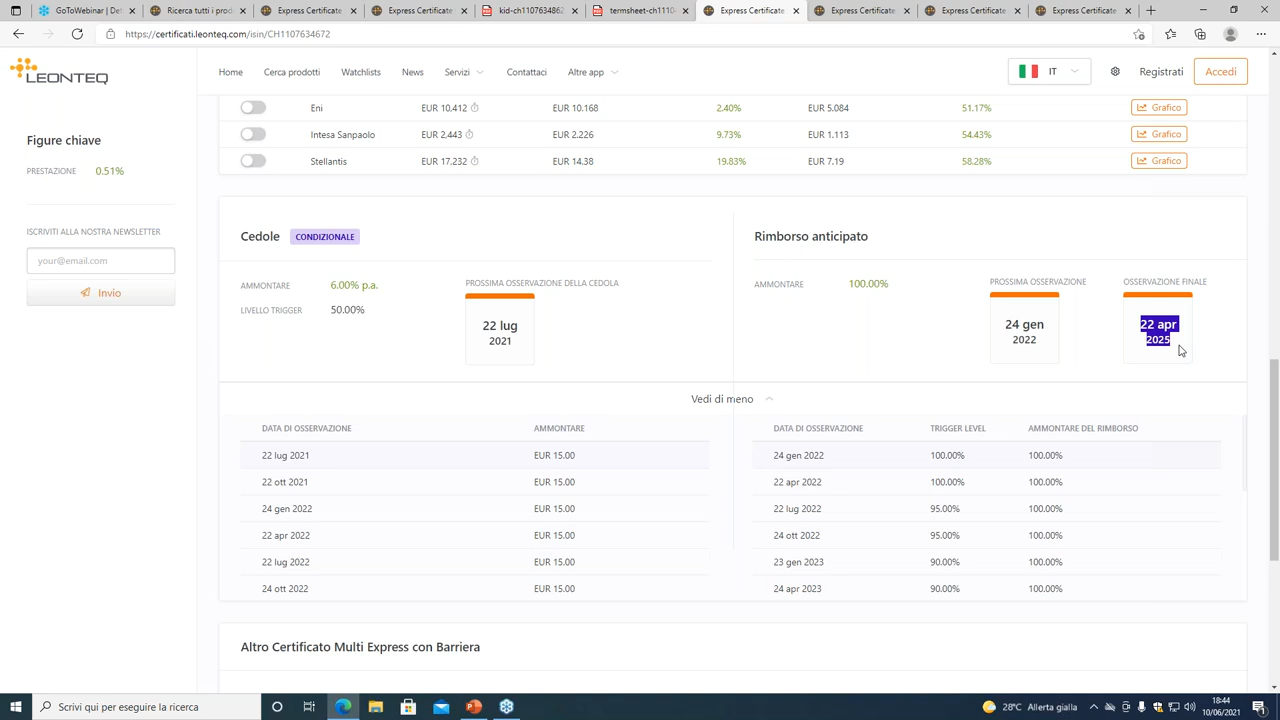 GoToWebinar | De
Ricerca tutti i prod
Express Certificate
Express Certificate
kid-ch1107634862
termsheet-ch1107
Express Certificate
Express Certificate
Express Certificate
Express Certificate
https://certificati.leonteq.com/isin/CH1107634672
LEONTEQ
Home
Cerca prodotti
Watchlists
News
Servizi
Contattaci
Altre app
IT
Registrati
Accedi
Figure chiave
PRESTAZIONE 0.51%
ISCRIVITI ALLA NOSTRA NEWSLETTER
your@email.com
Invio
Eni EUR 10.412 EUR 10.168 2.40% EUR 5.084 51.17% Grafico
Intesa Sanpaolo EUR 2.443 EUR 2.226 9.73% EUR 1.113 54.43% Grafico
Stellantis EUR 17.232 EUR 14.38 19.83% EUR 7.19 58.28% Grafico
Cedole CONDIZIONALE
AMMONTARE 6.00% p.a.
LIVELLO TRIGGER 50.00%
PROSSIMA OSSERVAZIONE DELLA CEDOLA
22 lug
2021
Rimborso anticipato
AMMONTARE 100.00%
PROSSIMA OSSERVAZIONE
24 gen
2022
OSSERVAZIONE FINALE
22 apr
2025
Vedi di meno
DATA DI OSSERVAZIONE AMMONTARE
22 lug 2021 EUR 15.00
22 ott 2021 EUR 15.00
24 gen 2022 EUR 15.00
22 apr 2022 EUR 15.00
22 lug 2022 EUR 15.00
24 ott 2022 EUR 15.00
DATA DI OSSERVAZIONE TRIGGER LEVEL AMMONTARE DEL RIMBORSO
24 gen 2022 100.00% 100.00%
22 apr 2022 100.00% 100.00%
22 lug 2022 95.00% 100.00%
24 ott 2022 95.00% 100.00%
23 gen 2023 90.00% 100.00%
24 apr 2023 90.00% 100.00%
Altro Certificato Multi Express con Barriera
Scrivi qui per eseguire la ricerca
28°C Allerta gialla
18:44
10/06/2021